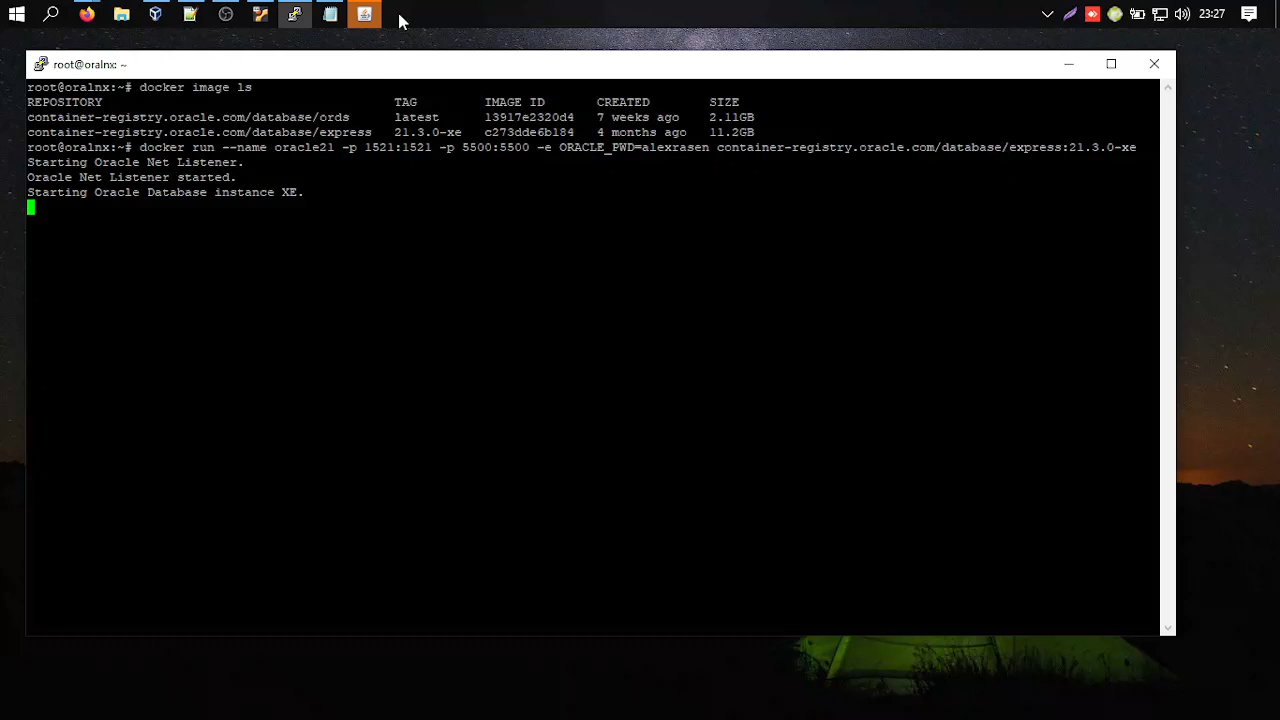 23:27
root@oralnx: ~
root@oralnx:~# docker image ls
REPOSITORY TAG IMAGE ID CREATED SIZE
container-registry.oracle.com/database/ords latest 13917e2320d4 7 weeks ago 2.11GB
container-registry.oracle.com/database/express 21.3.0-xe c273dde6b184 4 months ago 11.2GB
root@oralnx:~# docker run --name oracle21 -p 1521:1521 -p 5500:5500 -e ORACLE_PWD=alexrasen container-registry.oracle.com/database/express:21.3.0-xe
Starting Oracle Net Listener.
Oracle Net Listener started.
Starting Oracle Database instance XE.